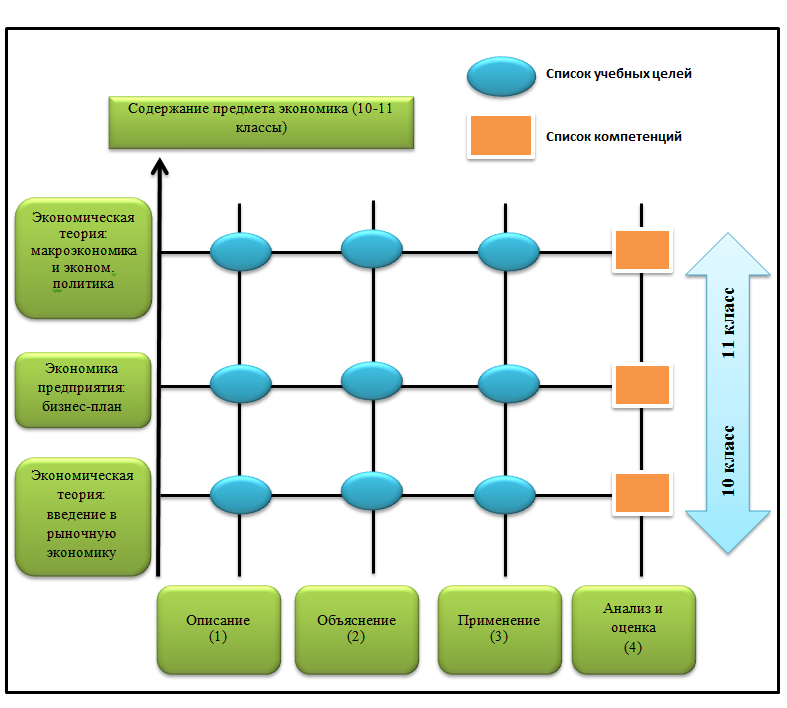 Список учебных целей
Содержание предмета экономика (10-11
классы)
Список компетенций
Экономическая
теория:
макроэкономика
и эконом.
политика
11 класс
Экономика
предприятия:
бизнес-план
10 класс
Экономическая
теория:
введение в
рыночную
экономику
Описание
(1)
Объяснение
(2)
Применение
(3)
Анализ и
оценка
(4)